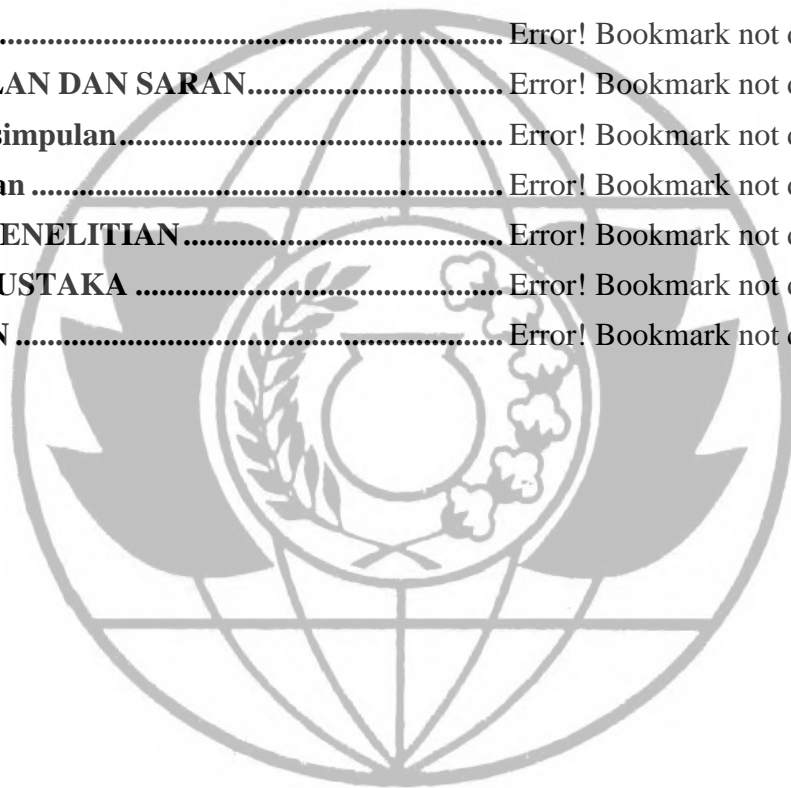 .................................................................. Error! Bookmark not
LAN DAN SARAN.................................. Error! Bookmark not
simpulan................................................... Error! Bookmark not
an ............................................................... Error! Bookmark not
ENELITIAN........................................... Error! Bookmark not
USTAKA ................................................. Error! Bookmark not
N ................................................................. Error! Bookmark not